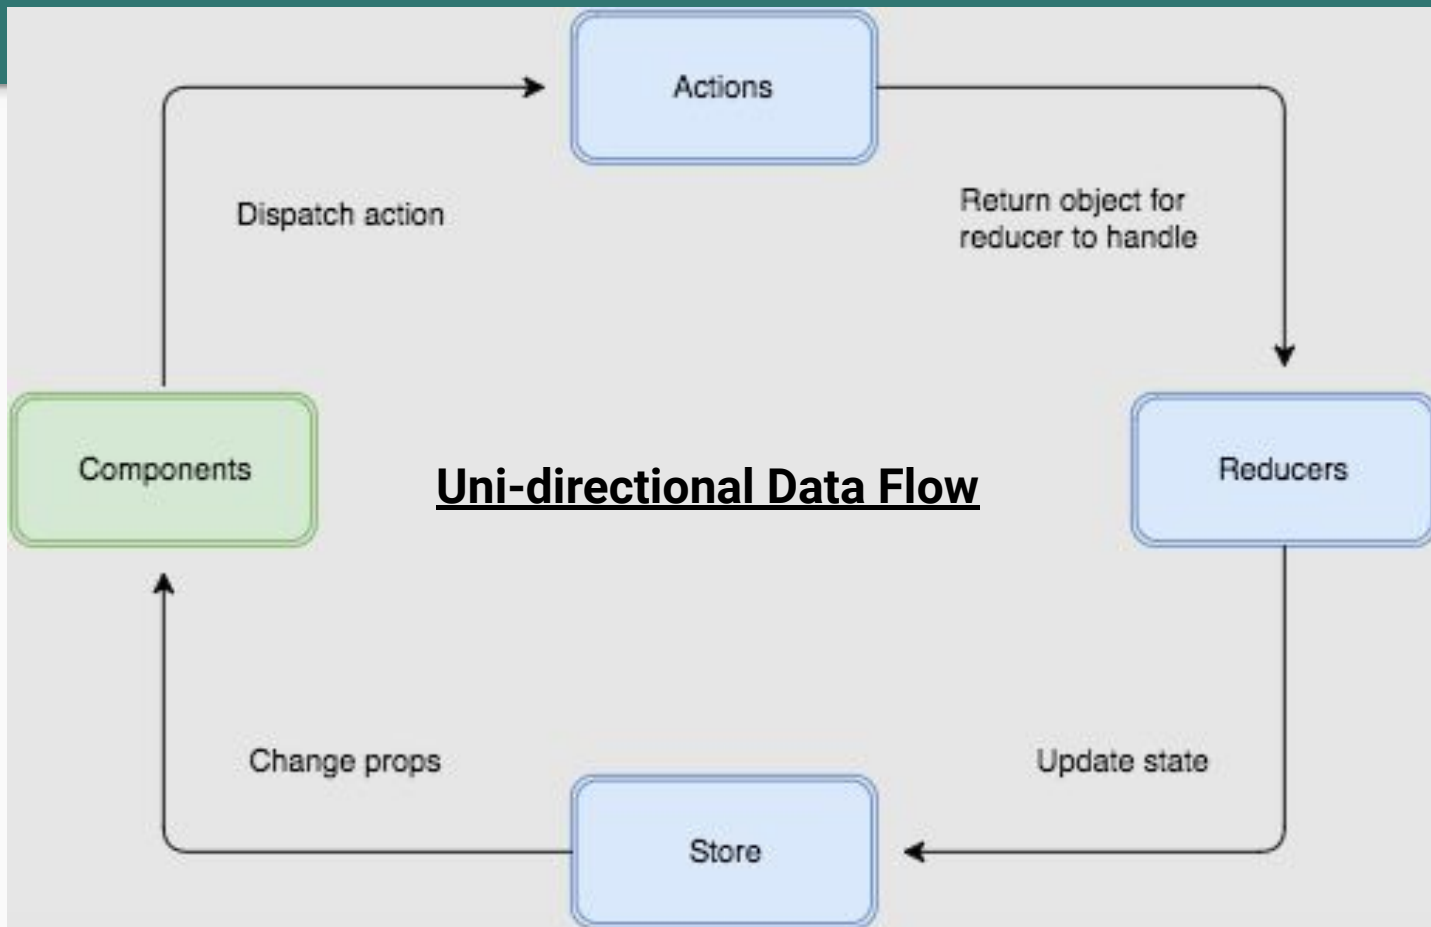 Actions
Dispatch action
Return object for
reducer to handle
Components
Uni-directional Data Flow
Reducers
Change props
Update state
Store